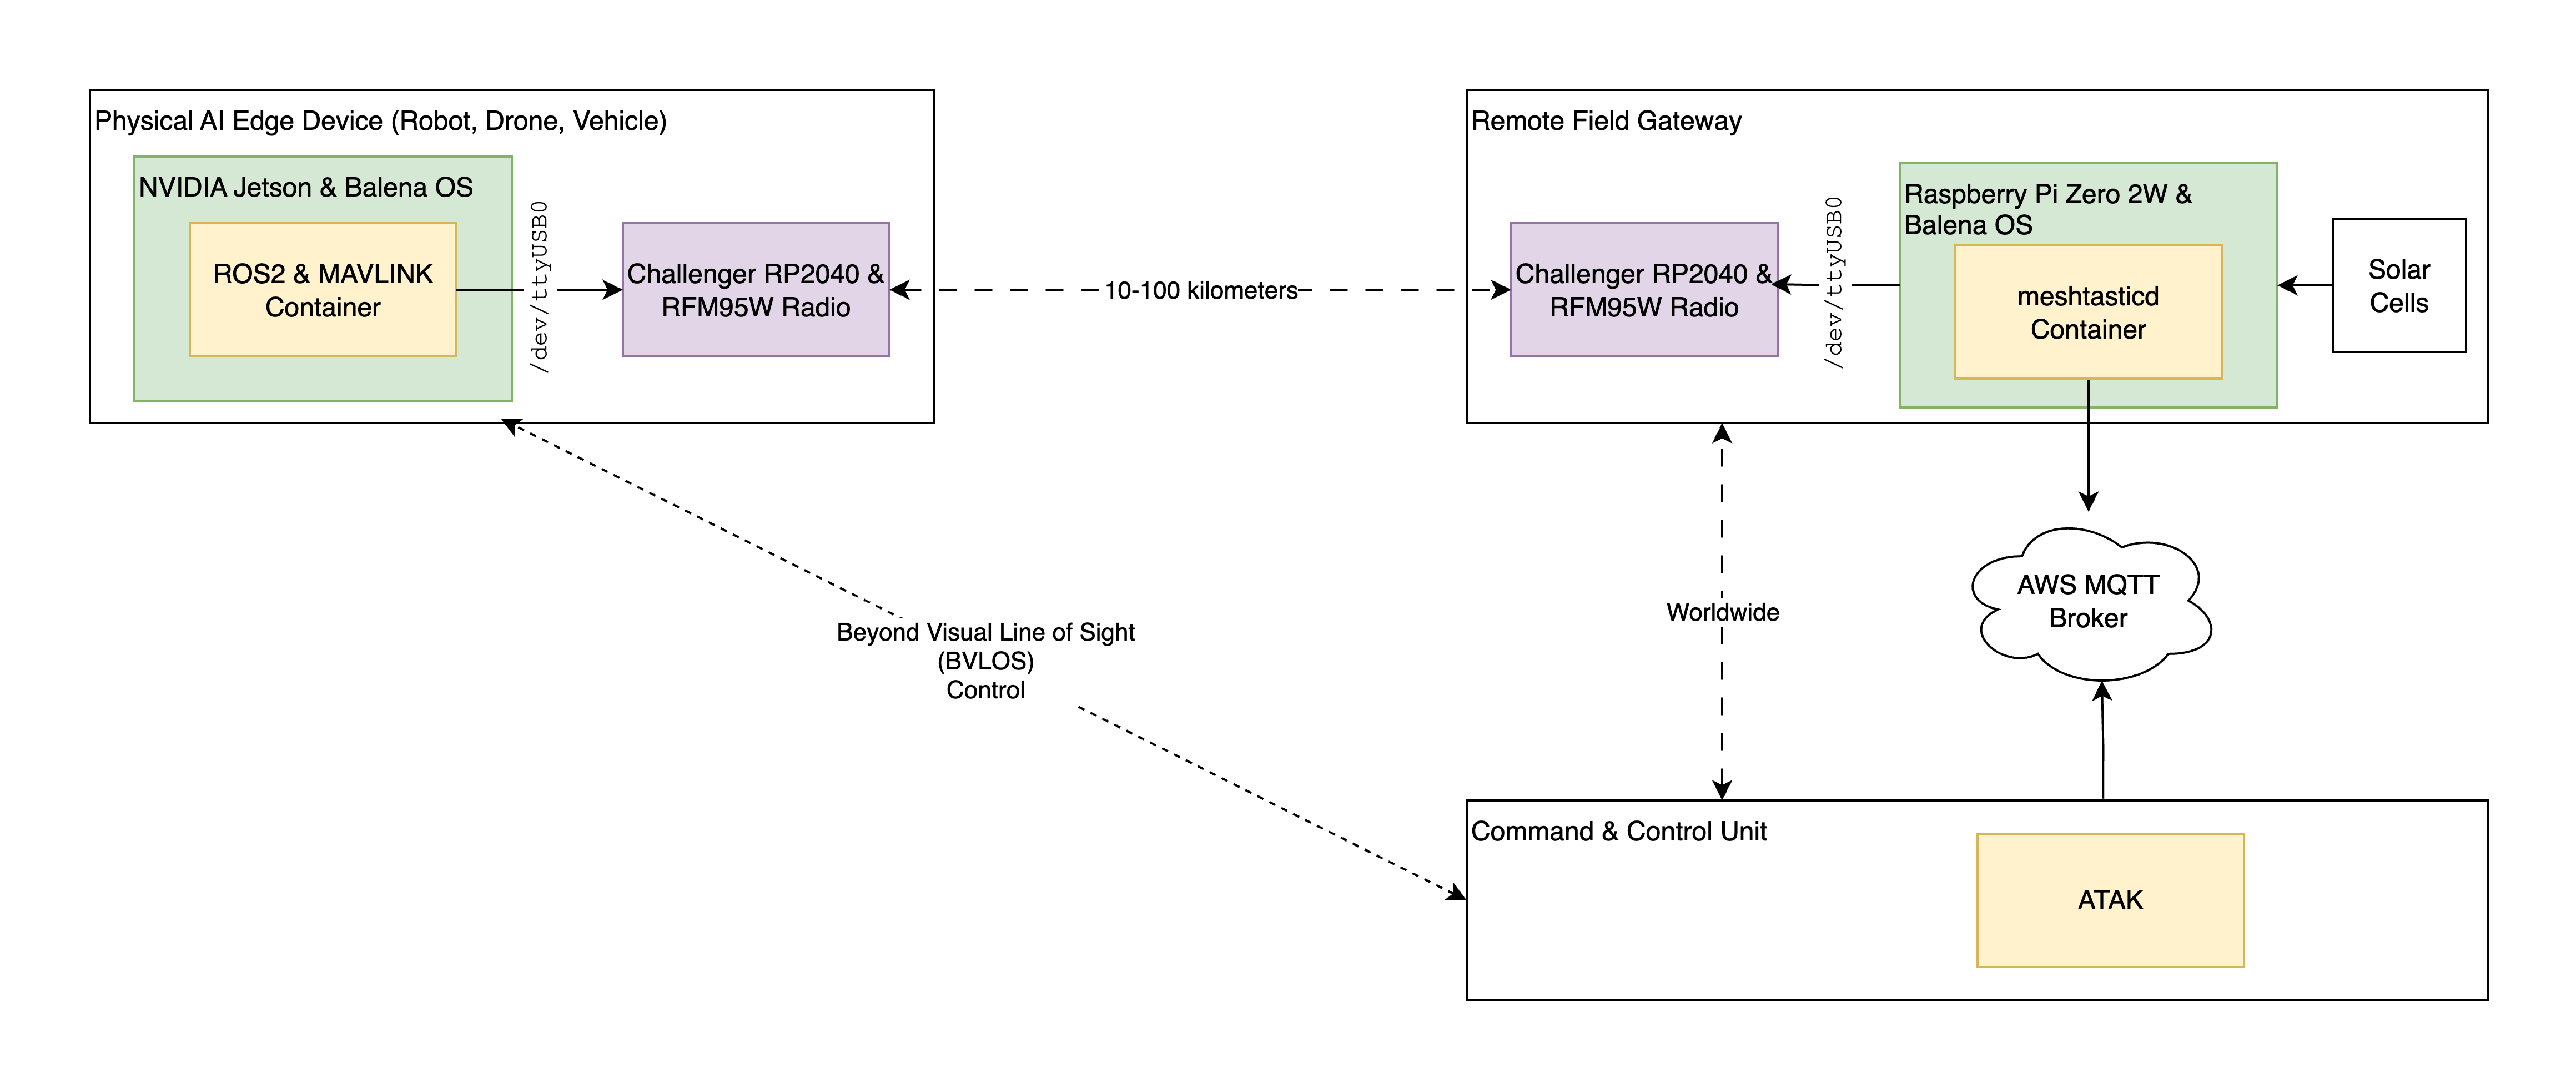 Physical AI Edge Device (Robot, Drone, Vehicle)
NVIDIA Jetson & Balena OS
ROS2 & MAVLINK
Container
/dev/ttyUSB0
Challenger RP2040 &
RFM95W Radio
10-100 kilometers
Remote Field Gateway
Challenger RP2040 &
RFM95W Radio
/dev/ttyUSB0
Raspberry Pi Zero 2W &
Balena OS
meshtasticd
Container
Solar
Cells
Beyond Visual Line of Sight
(BVLOS)
Control
Worldwide
AWS MQTT
Broker
Command & Control Unit
ATAK